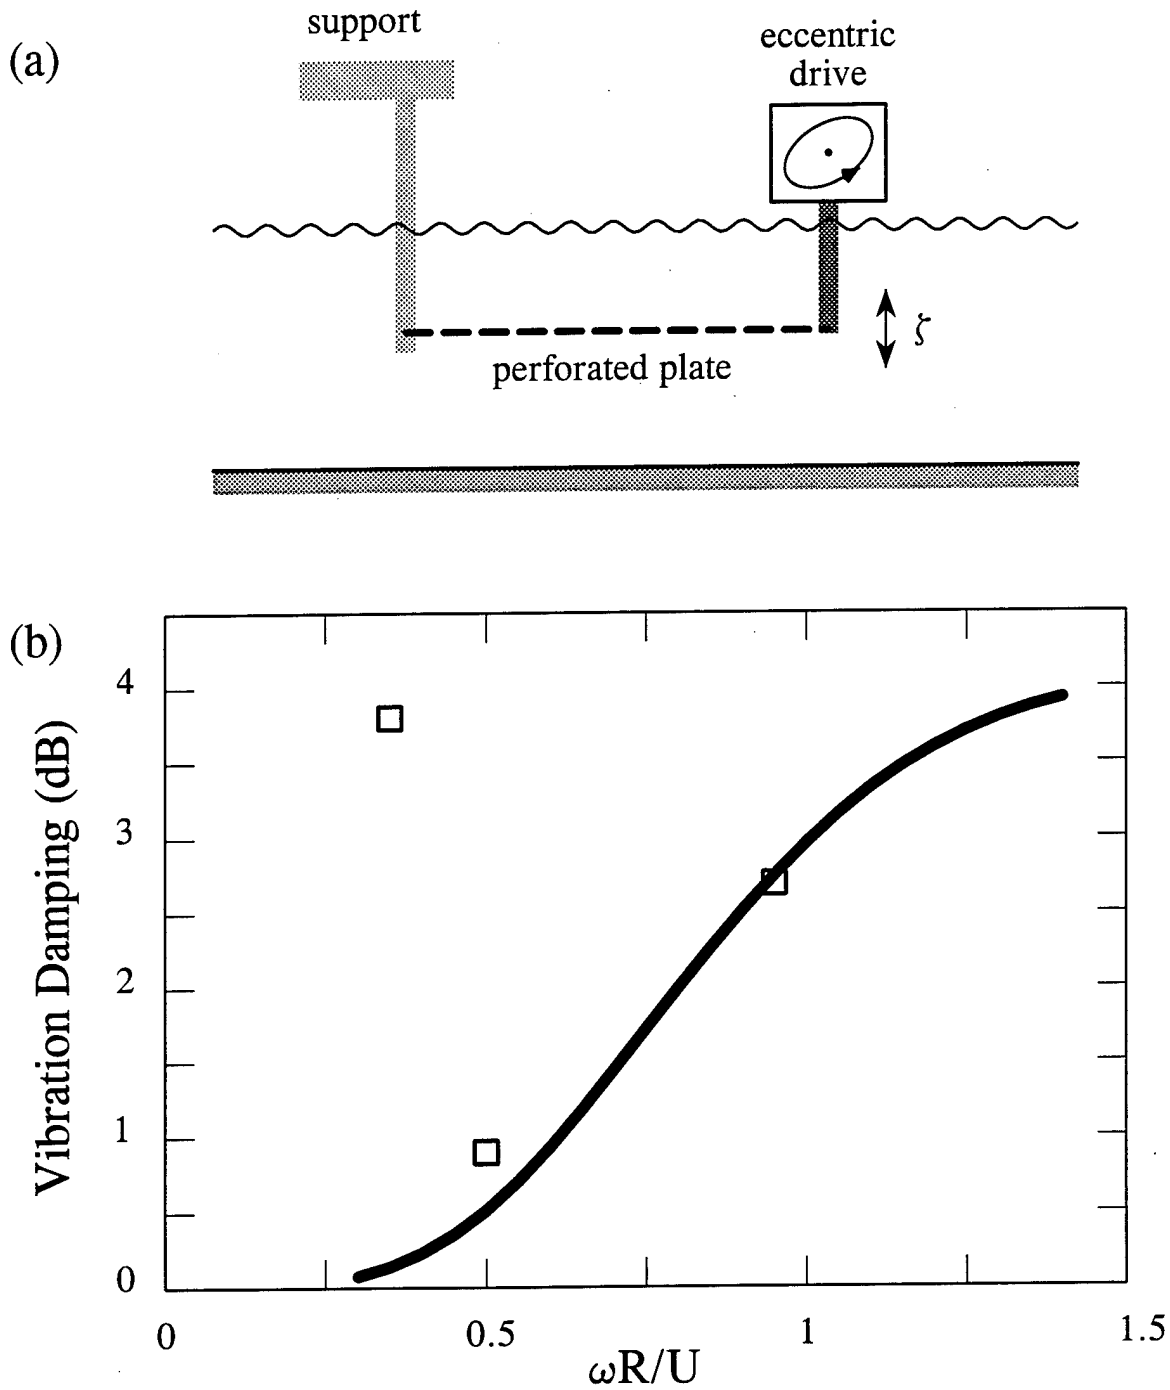 (a)
support
eccentric
drive
ζ
perforated plate
(b)
Vibration Damping (dB)
4
3
2
1
0
0
0.5
1
1.5
ωR/U